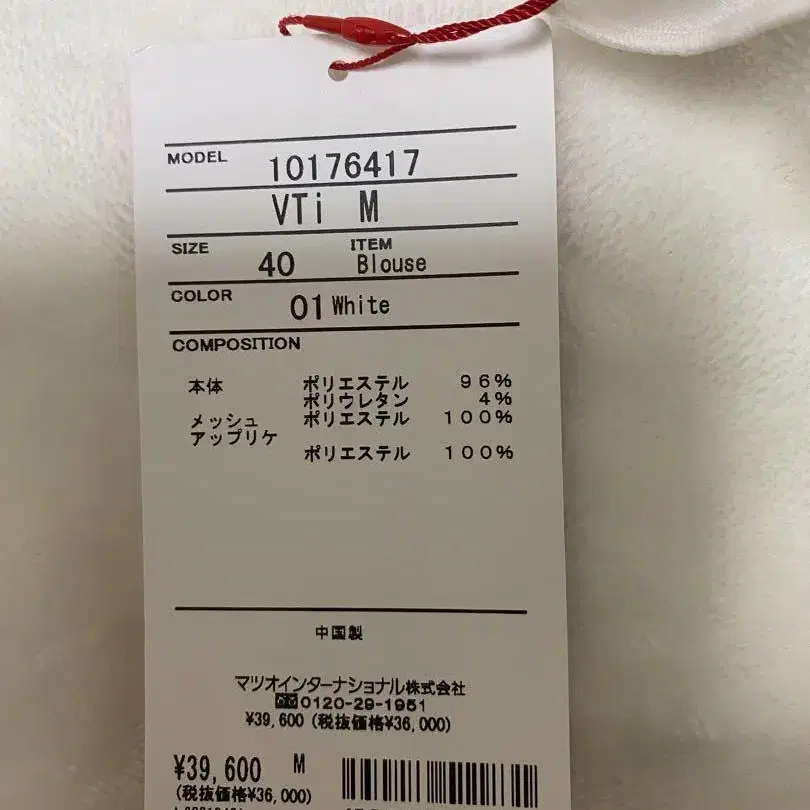 MODEL 10176417
VTi M
SIZE 40 ITEM Blouse
COLOR 01 White
COMPOSITION
本体 ポリエステル 96%
ポリウレタン 4%
メッシュ ポリエステル 100%
アップリケ
ポリエステル 100%
中国製
マツオインターナショナル株式会社
0120-29-1951
¥39,600 (税抜価格¥36,000)
¥39,600 M
(税抜価格¥36,000)